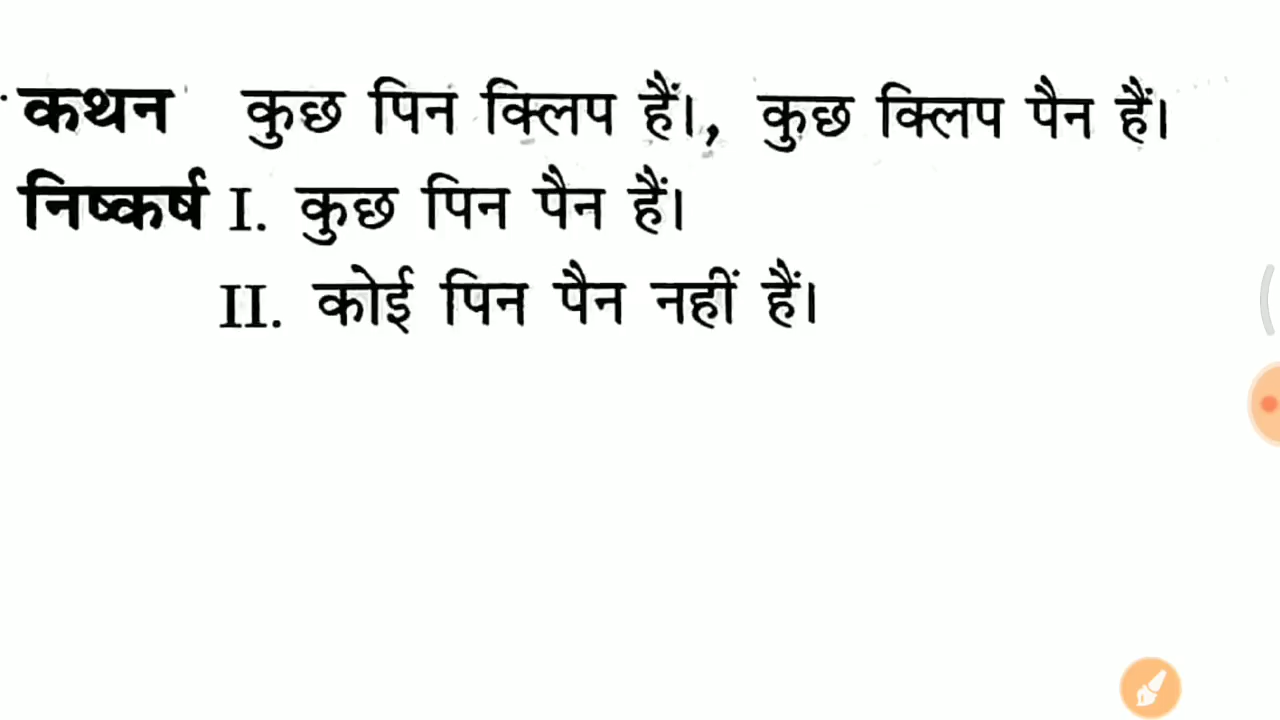 कथन कुछ पिन क्लिप हैं।, कुछ क्लिप पैन हैं।
निष्कर्ष I. कुछ पिन पैन हैं।
II. कोई पिन पैन नहीं हैं।